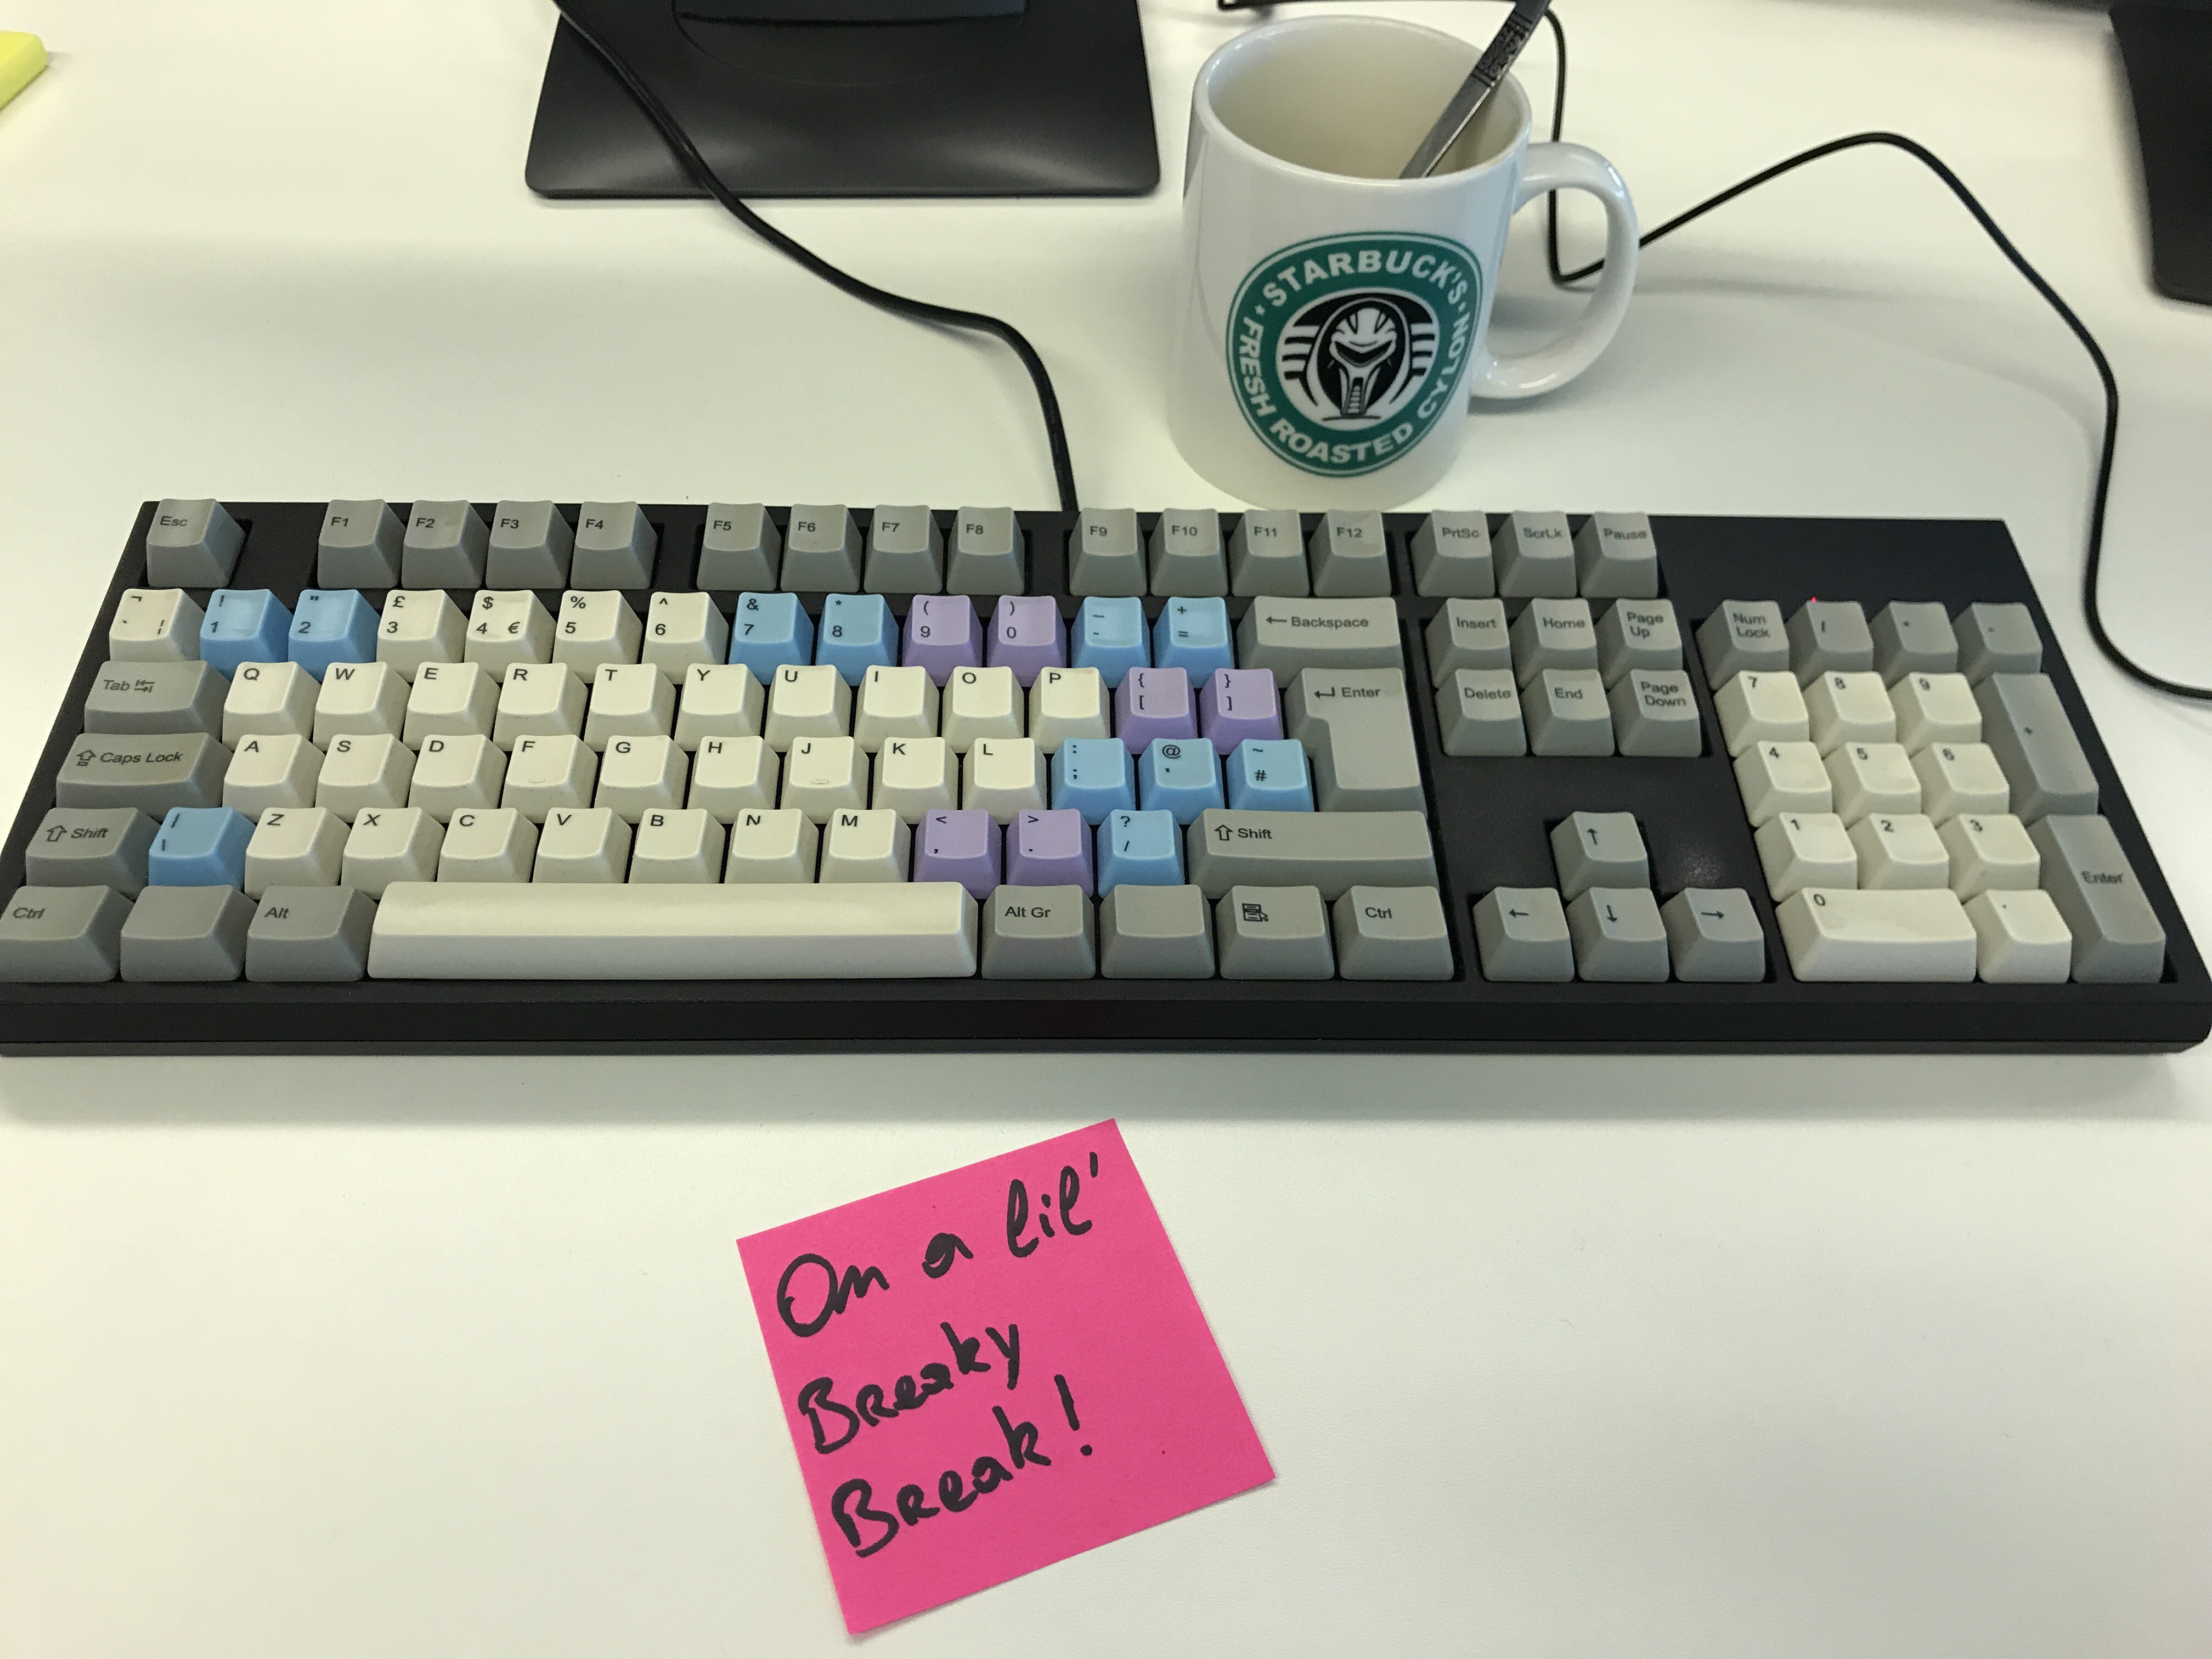 STARBUCK'S
FRESH ROASTED CYLON
Esc F1 F2 F3 F4 F5 F6 F7 F8 F9 F10 F11 F12 PrtSc ScrLk Pause
¬ ! " £ $ % ^ & * ( ) _ +
` ¦ 1 2 3 4 € 5 6 7 8 9 0 - = ← Backspace Insert Home Page Up Num Lock / * -
Tab Q W E R T Y U I O P { [ } ] ↵ Enter Delete End Page Down 7 8 9 +
Caps Lock A S D F G H J K L : ; @ ' ~ # 4 5 6
⇧ Shift | Z X C V B N M < , > . ? / ⇧ Shift ↑ 1 2 3 Enter
Ctrl Alt Alt Gr Ctrl ← ↓ → 0 .
On a lil'
Breaky
Break!